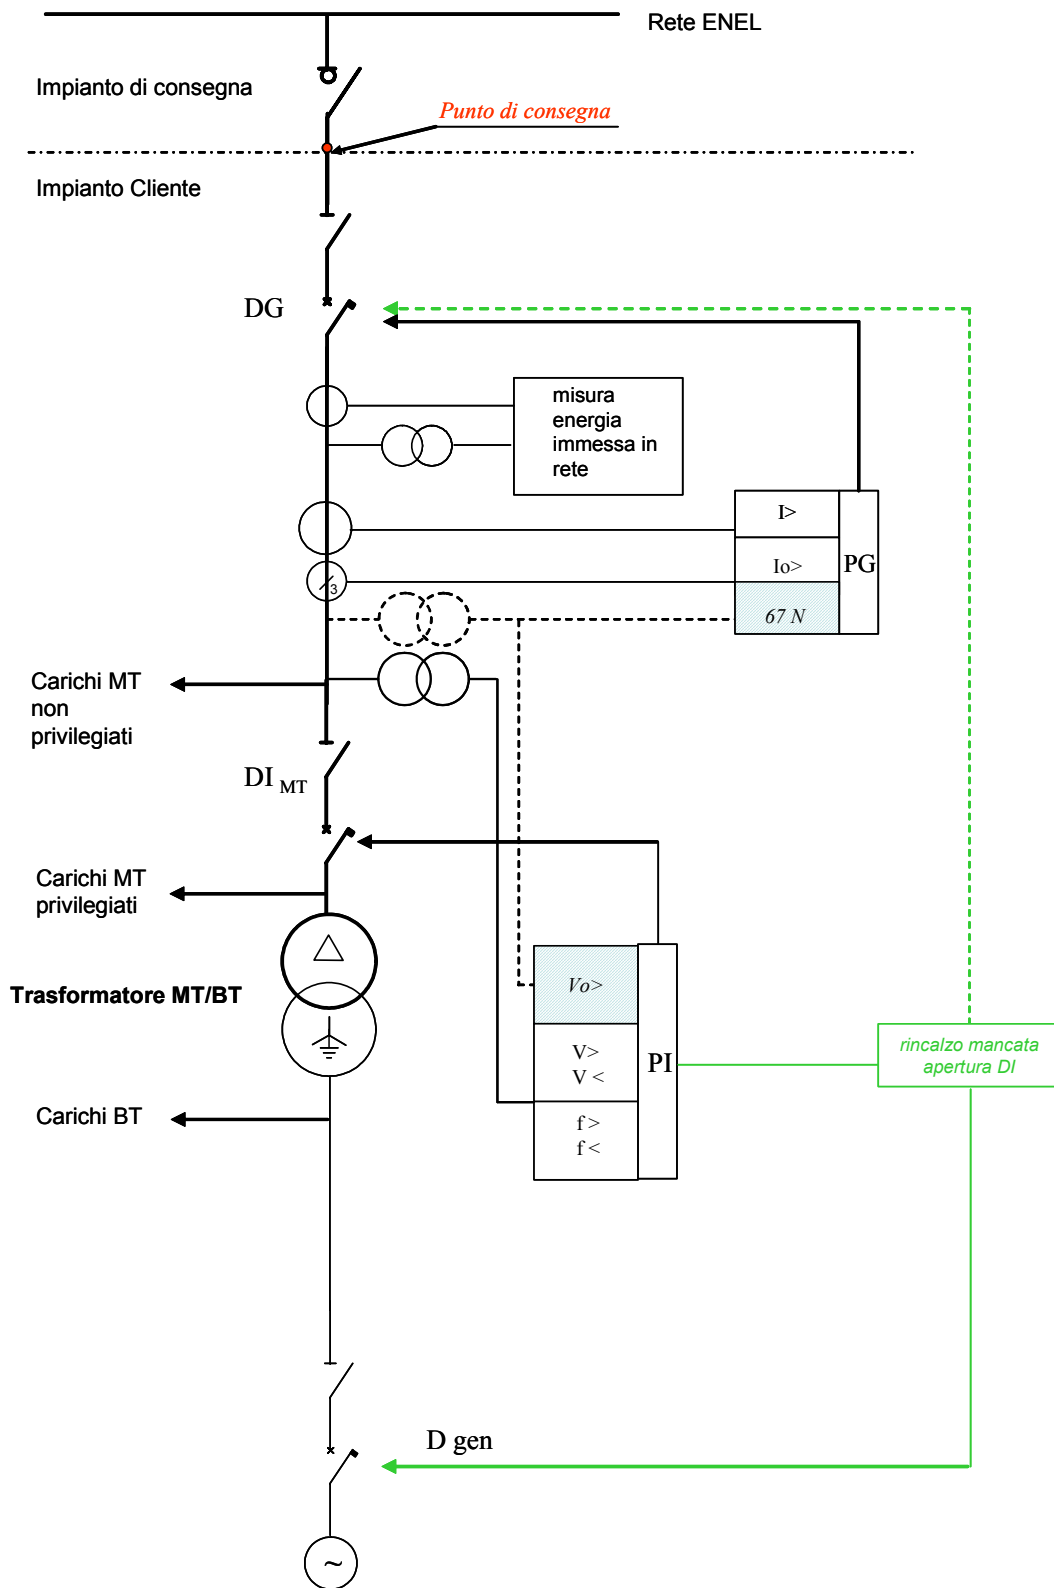 Rete ENEL
Impianto di consegna
Punto di consegna
Impianto Cliente
DG
misura
energia
immessa in
rete
I>
Io>
PG
3
67 N
Carichi MT
non
privilegiati
DI MT
Carichi MT
privilegiati
Trasformatore MT/BT
Vo>
V>
V <
PI
f >
f <
rincalzo mancata
apertura DI
Carichi BT
D gen
~